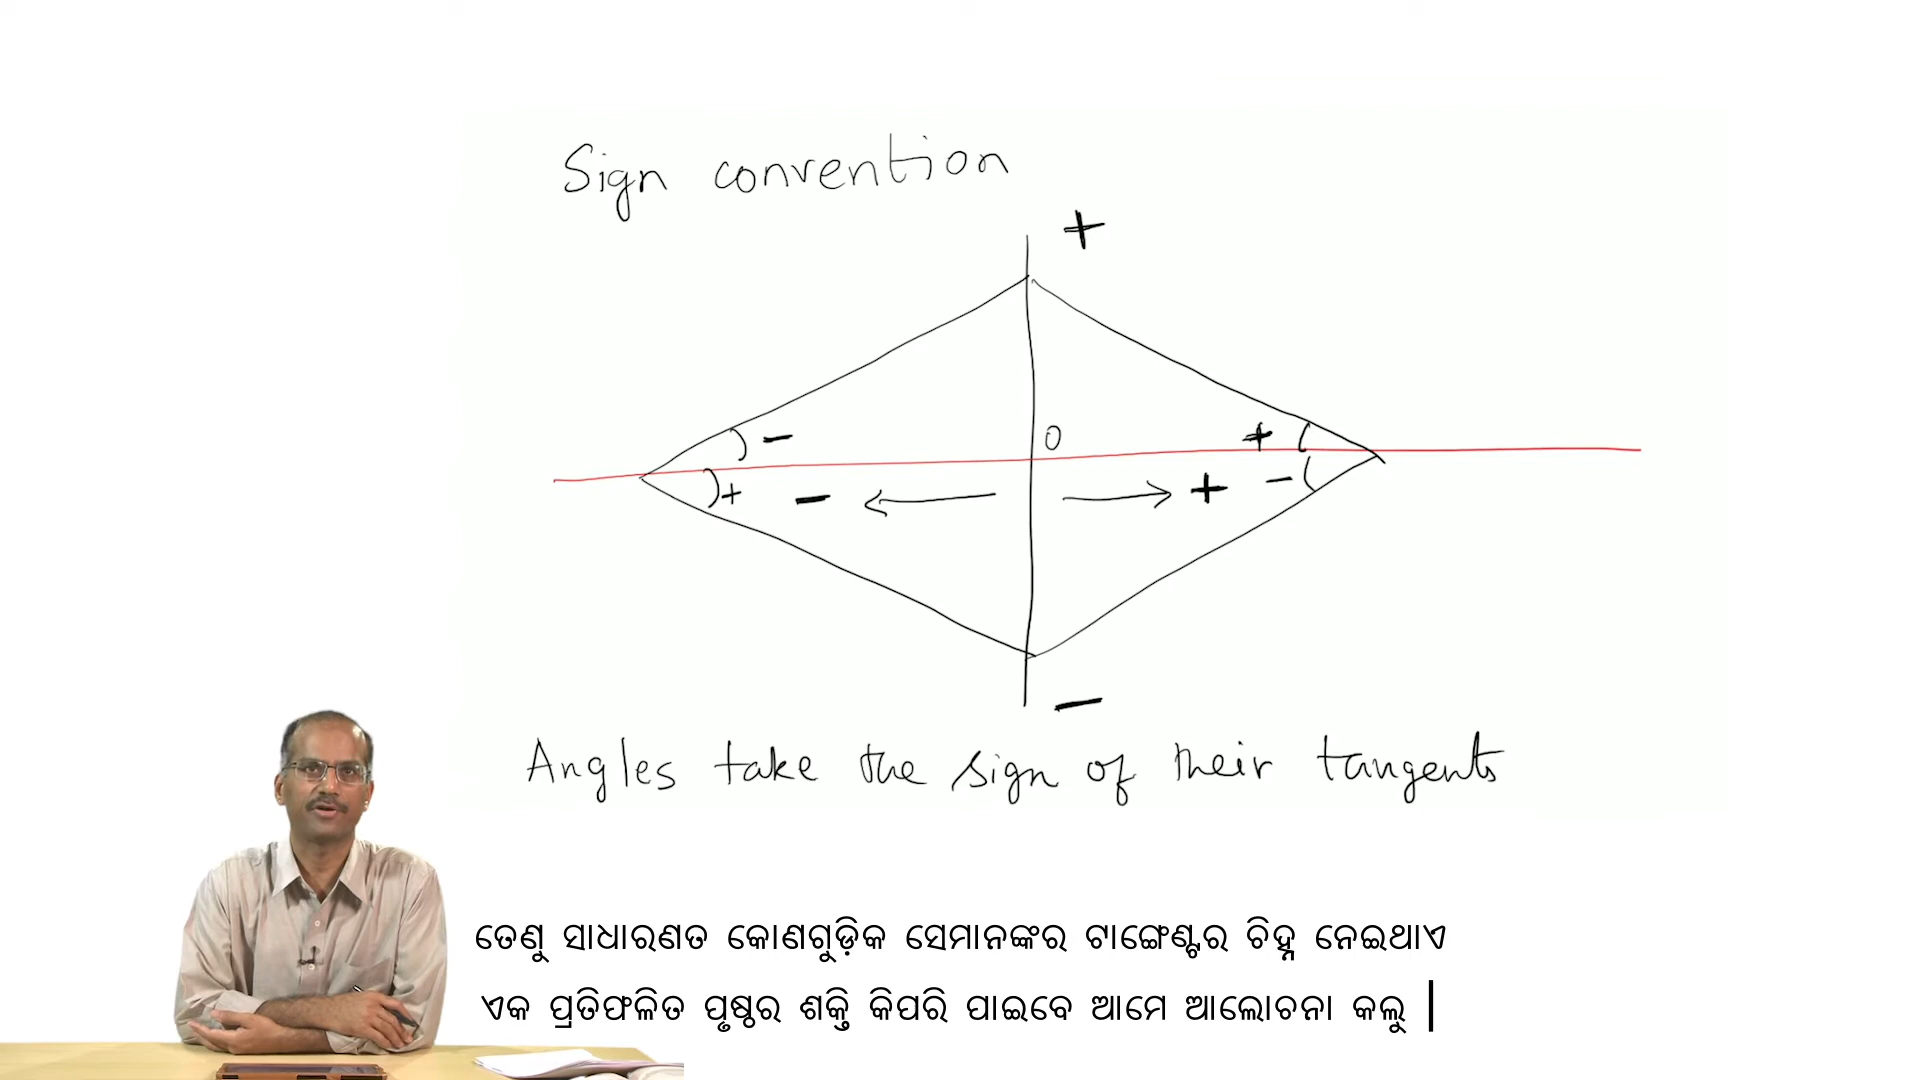 Sign convention
+
0
- +
+ - + -
-
Angles take the sign of their tangents
ତେଣୁ ସାଧାରଣତ କୋଣଗୁଡ଼ିକ ସେମାନଙ୍କର ଟାଙ୍ଗେଣ୍ଟର ଚିହ୍ନ ନେଇଥାଏ
ଏକ ପ୍ରତିଫଳିତ ପୃଷ୍ଠର ଶକ୍ତି କିପରି ପାଇବେ ଆମେ ଆଲୋଚନା କଲୁ |